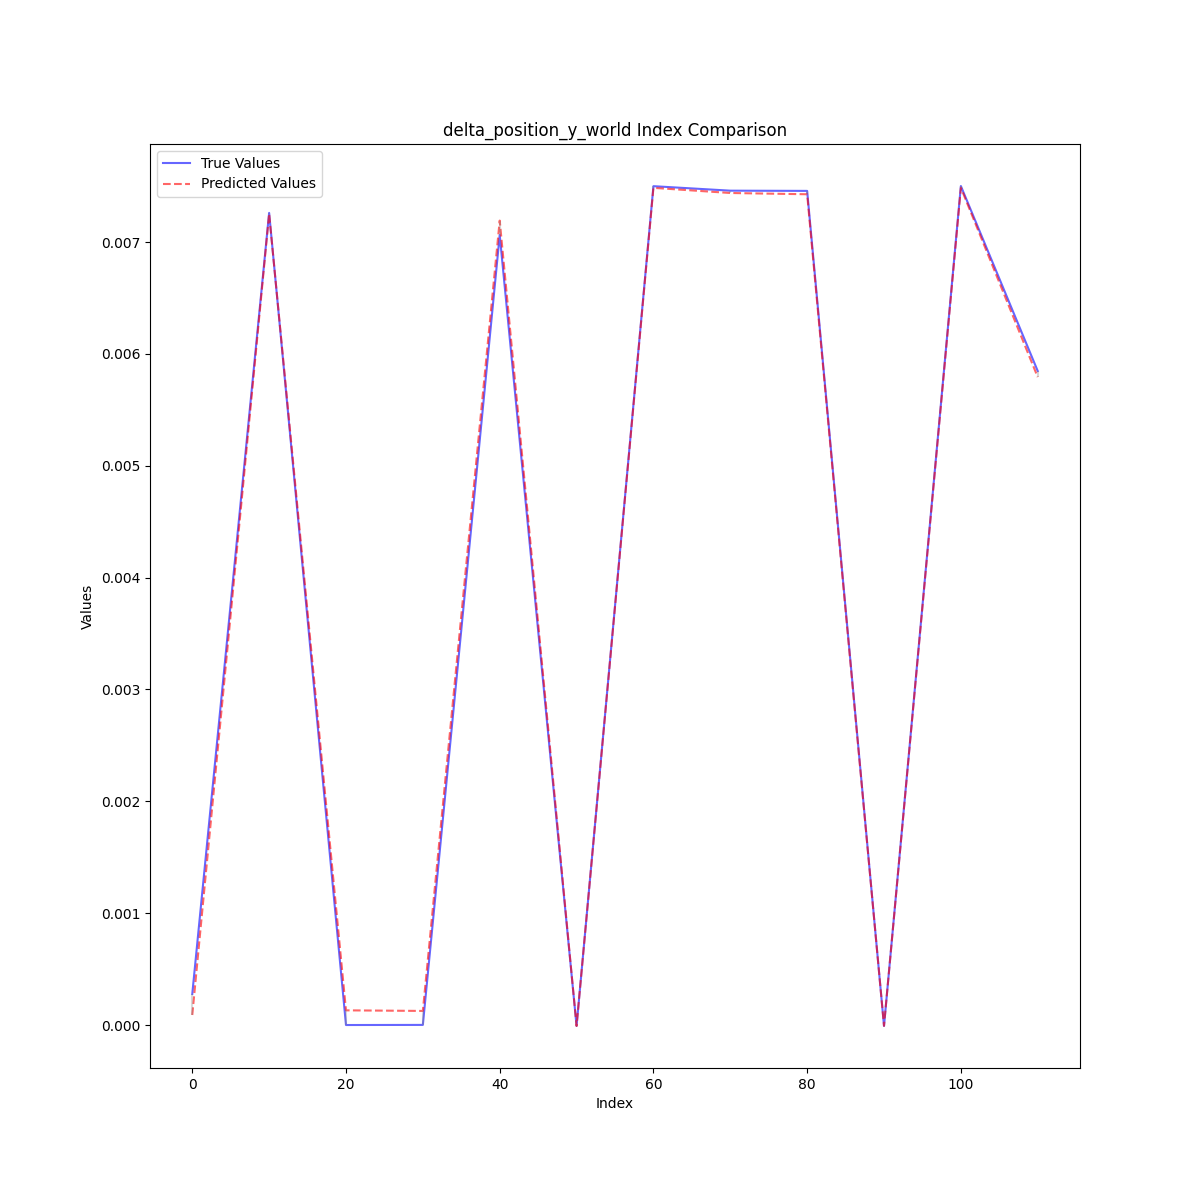 delta_position_y_world Index Comparison
True Values
Predicted Values
0.007
0.006
0.005
0.004
0.003
0.002
0.001
0.000
Values
0 20 40 60 80 100
Index